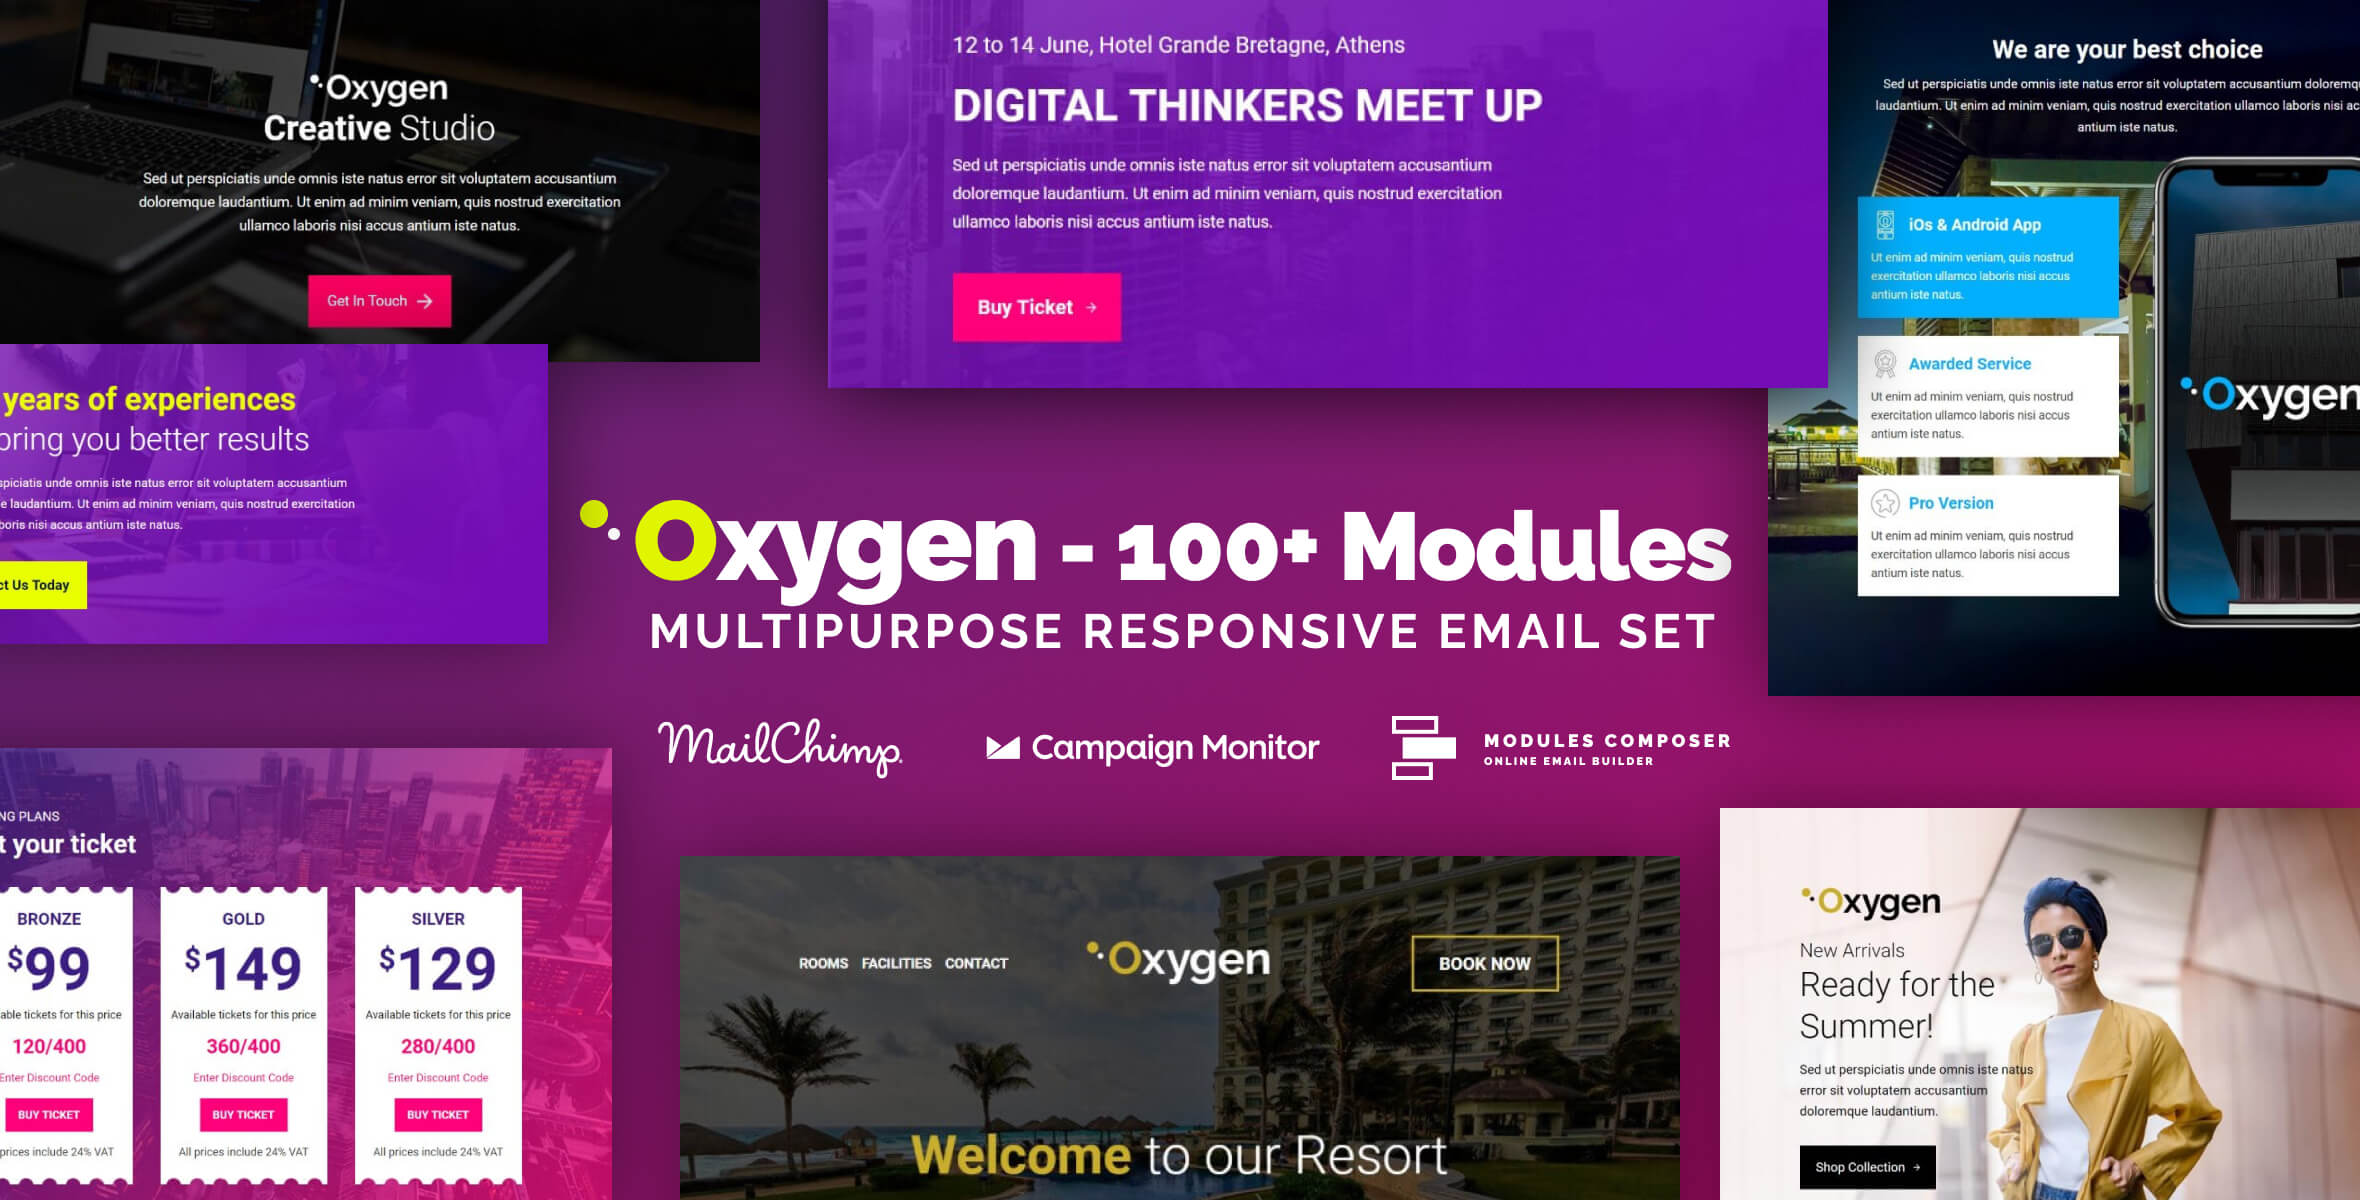 Oxygen
Creative Studio
Sed ut perspiciatis unde omnis iste natus error sit voluptatem accusantium
doloremque laudantium. Ut enim ad minim veniam, quis nostrud exercitation
ullamco laboris nisi accus antium iste natus.
Get In Touch
12 to 14 June, Hotel Grande Bretagne, Athens
DIGITAL THINKERS MEET UP
Sed ut perspiciatis unde omnis iste natus error sit voluptatem accusantium
doloremque laudantium. Ut enim ad minim veniam, quis nostrud exercitation
ullamco laboris nisi accus antium iste natus.
Buy Ticket
We are your best choice
Sed ut perspiciatis unde omnis iste natus error sit voluptatem accusantium doloremq
laudantium. Ut enim ad minim veniam, quis nostrud exercitation ullamco laboris nisi ac
antium iste natus.
iOs & Android App
Ut enim ad minim veniam, quis nostrud
exercitation ullamco laboris nisi accus
antium iste natus.
Awarded Service
Ut enim ad minim veniam, quis nostrud
exercitation ullamco laboris nisi accus
antium iste natus.
Pro Version
Ut enim ad minim veniam, quis nostrud
exercitation ullamco laboris nisi accus
antium iste natus.
Oxygen
years of experiences
bring you better results
spiciatis unde omnis iste natus error sit voluptatem accusantium
e laudantium. Ut enim ad minim veniam, quis nostrud exercitation
boris nisi accus antium iste natus.
ct Us Today
Oxygen - 100+ Modules
MULTIPURPOSE RESPONSIVE EMAIL SET
MailChimp
Campaign Monitor
MODULES COMPOSER
ONLINE EMAIL BUILDER
NG PLANS
t your ticket
BRONZE
$99
able tickets for this price
120/400
Enter Discount Code
BUY TICKET
prices include 24% VAT
GOLD
$149
Available tickets for this price
360/400
Enter Discount Code
BUY TICKET
All prices include 24% VAT
SILVER
$129
Available tickets for this price
280/400
Enter Discount Code
BUY TICKET
All prices include 24% VAT
ROOMS FACILITIES CONTACT
Oxygen
BOOK NOW
Welcome to our Resort
Oxygen
New Arrivals
Ready for the
Summer!
Sed ut perspiciatis unde omnis iste natus
error sit voluptatem accusantium
doloremque laudantium.
Shop Collection